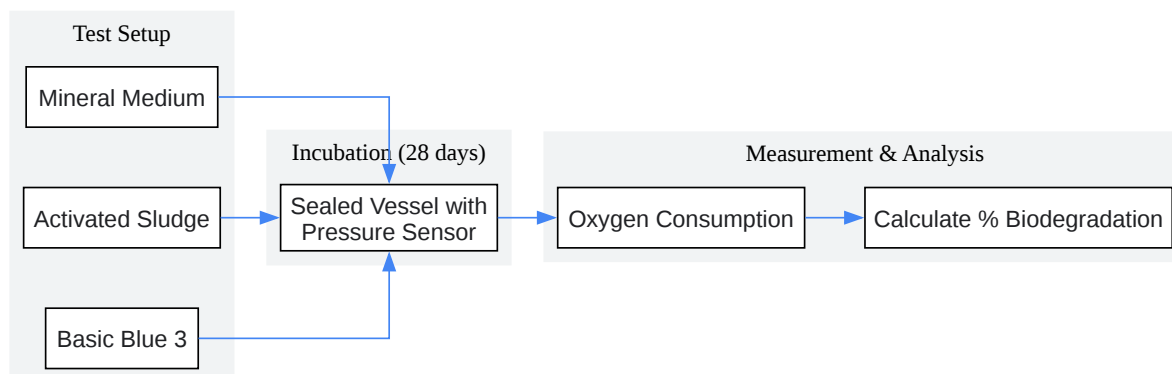 Test Setup
Mineral Medium
Activated Sludge
Basic Blue 3
Incubation (28 days)
Sealed Vessel with
Pressure Sensor
Measurement & Analysis
Oxygen Consumption
Calculate % Biodegradation